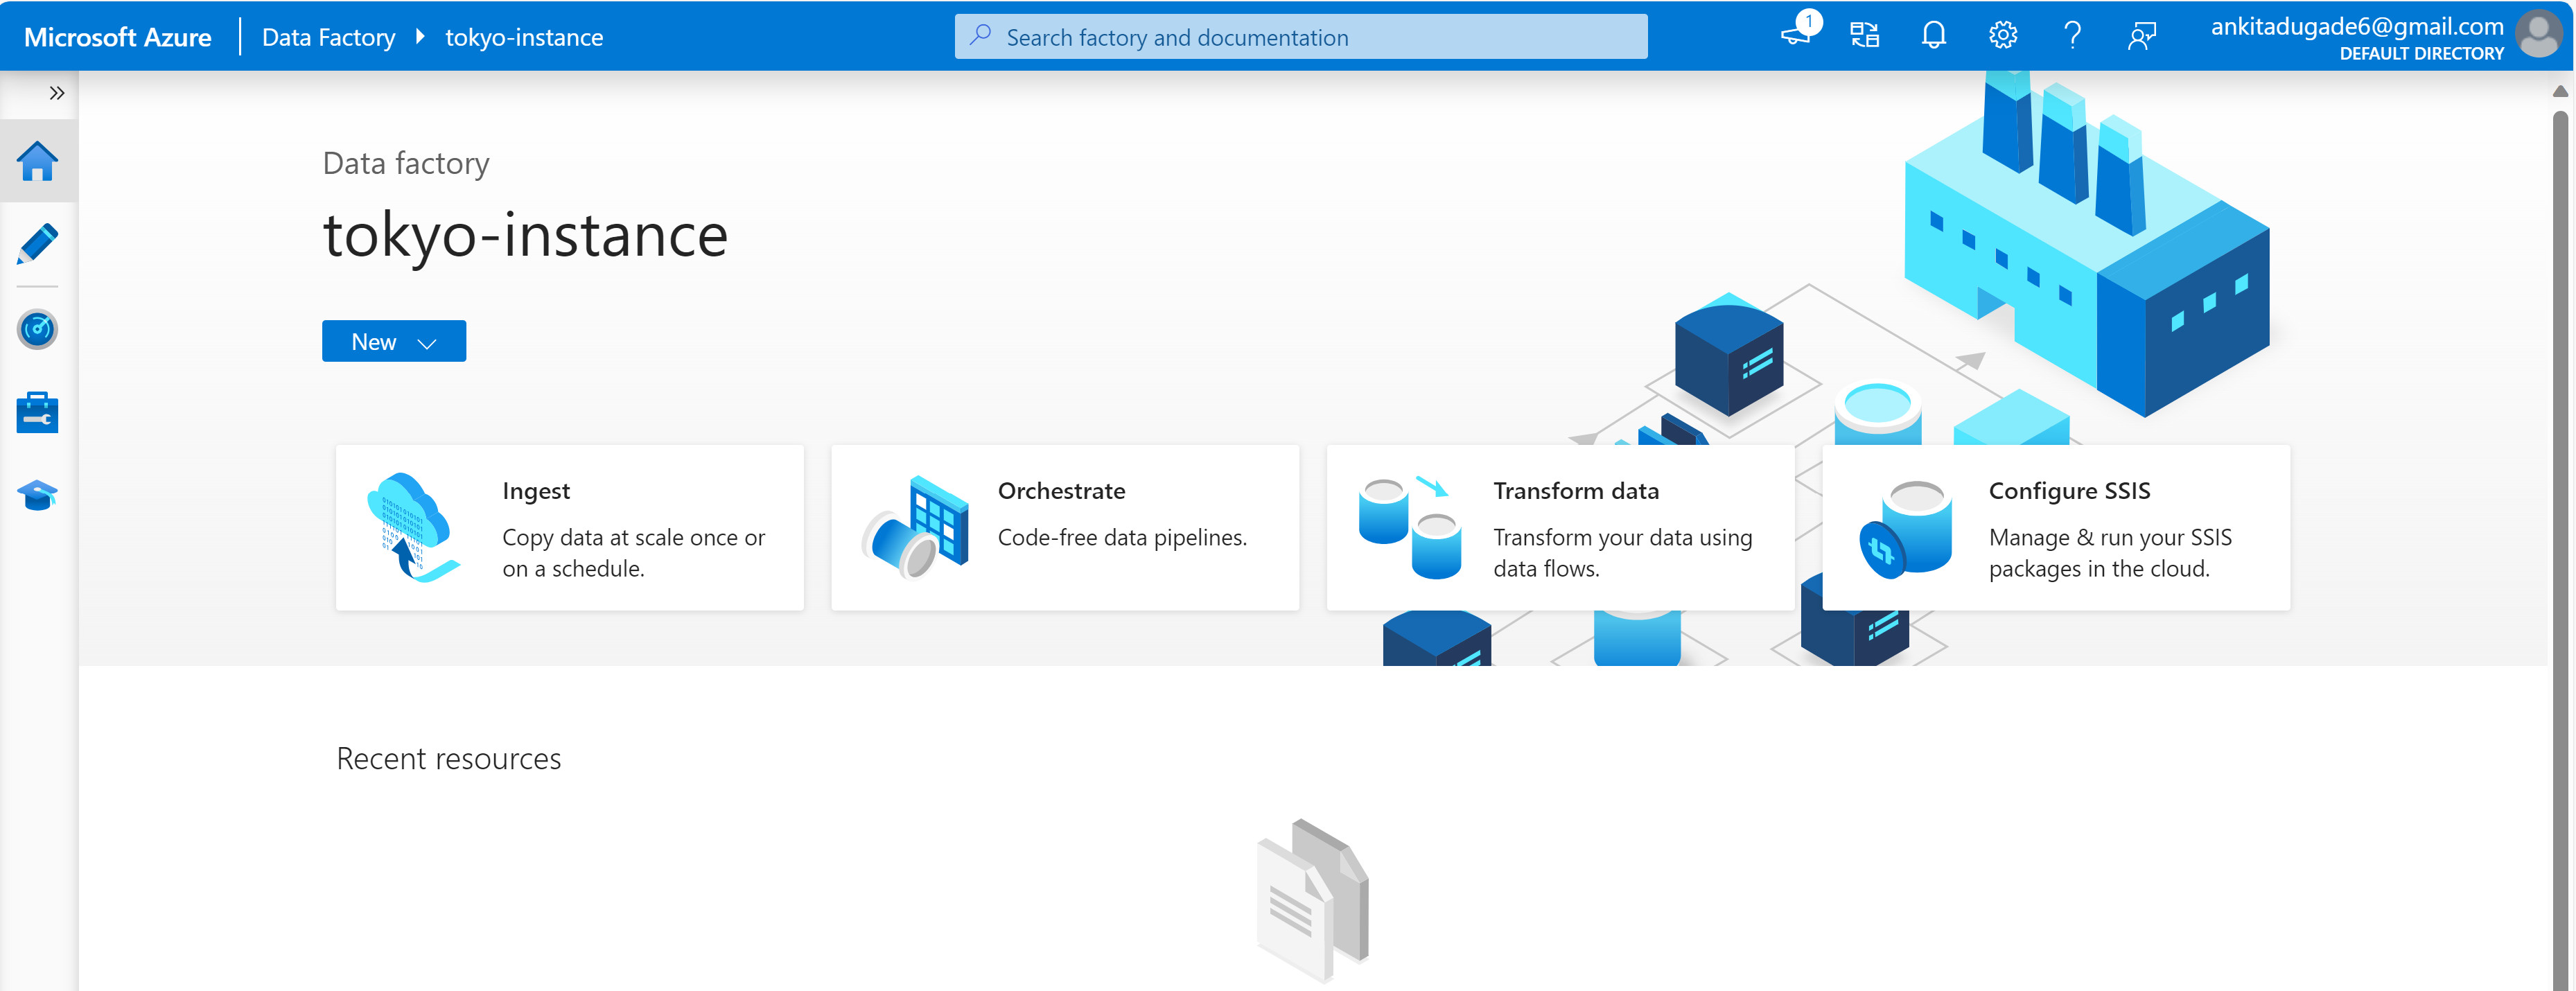 Microsoft Azure
Data Factory
tokyo-instance
Search factory and documentation
1
ankitadugade6@gmail.com
DEFAULT DIRECTORY
Data factory
tokyo-instance
New
Ingest
Copy data at scale once or
on a schedule.
Orchestrate
Code-free data pipelines.
Transform data
Transform your data using
data flows.
Configure SSIS
Manage & run your SSIS
packages in the cloud.
Recent resources